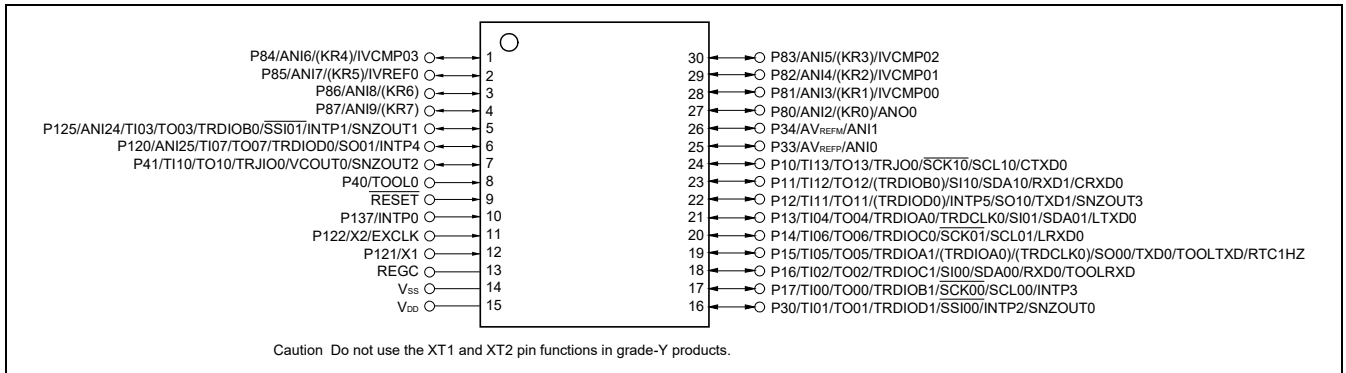 P84/ANI6/(KR4)/IVCMP03 1
P85/ANI7/(KR5)/IVREF0 2
P86/ANI8/(KR6) 3
P87/ANI9/(KR7) 4
P125/ANI24/TI03/TO03/TRDIOB0/SSI01/INTP1/SNZOUT1 5
P120/ANI25/TI07/TO07/TRDIOD0/SO01/INTP4 6
P41/TI10/TO10/TRJIO0/VCOUT0/SNZOUT2 7
P40/TOOL0 8
RESET 9
P137/INTP0 10
P122/X2/EXCLK 11
P121/X1 12
REGC 13
VSS 14
VDD 15
30 P83/ANI5/(KR3)/IVCMP02
29 P82/ANI4/(KR2)/IVCMP01
28 P81/ANI3/(KR1)/IVCMP00
27 P80/ANI2/(KR0)/ANO0
26 P34/AVREFM/ANI1
25 P33/AVREFP/ANI0
24 P10/TI13/TO13/TRJO0/SCK10/SCL10/CTXD0
23 P11/TI12/TO12/(TRDIOB0)/SI10/SDA10/RXD1/CRXD0
22 P12/TI11/TO11/(TRDIOD0)/INTP5/SO10/TXD1/SNZOUT3
21 P13/TI04/TO04/TRDIOA0/TRDCLK0/SI01/SDA01/LTXD0
20 P14/TI06/TO06/TRDIOC0/SCK01/SCL01/LRXD0
19 P15/TI05/TO05/TRDIOA1/(TRDIOA0)/(TRDCLK0)/SO00/TXD0/TOOLTXD/RTC1HZ
18 P16/TI02/TO02/TRDIOC1/SI00/SDA00/RXD0/TOOLRXD
17 P17/TI00/TO00/TRDIOB1/SCK00/SCL00/INTP3
16 P30/TI01/TO01/TRDIOD1/SSI00/INTP2/SNZOUT0
Caution Do not use the XT1 and XT2 pin functions in grade-Y products.